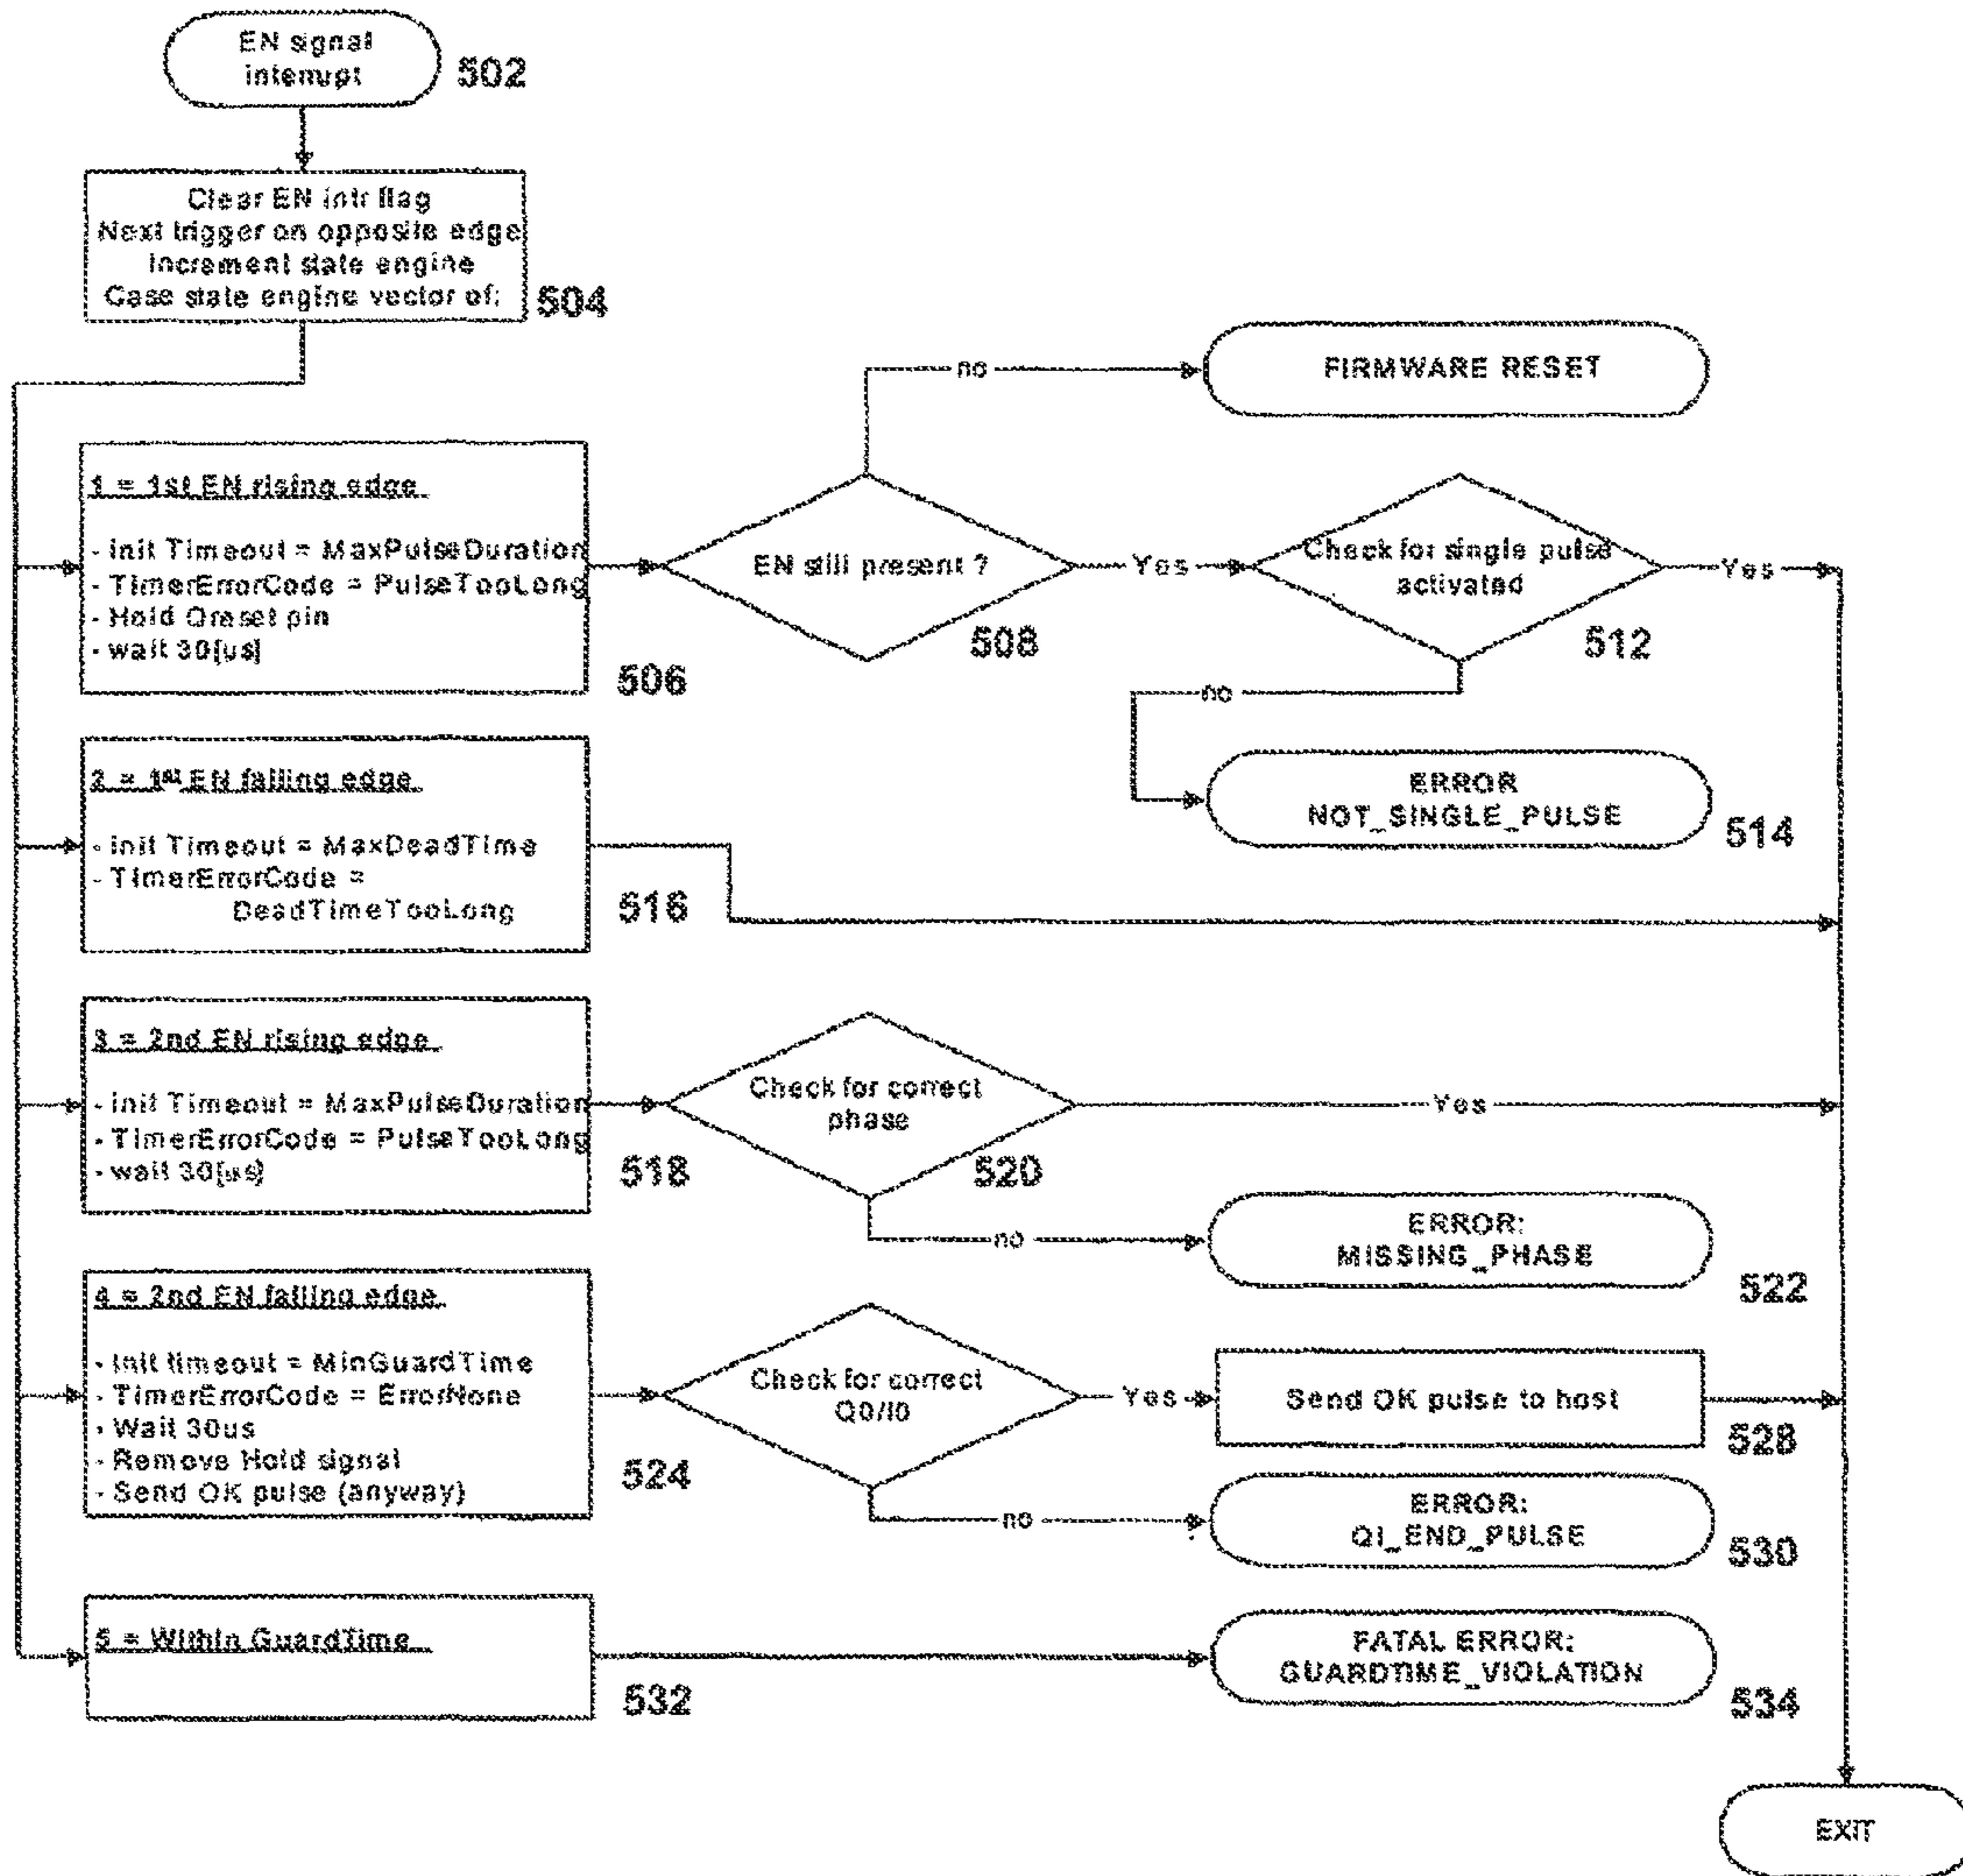 EN signal
interrupt
502
Clear EN intr flag
Next trigger on opposite edge
Increment state engine
Case state engine vector of:
504
no
FIRMWARE RESET
1 = 1st EN rising edge
- init Timeout = MaxPulseDuration
- TimerErrorCode = PulseTooLong
- Hold Qreset pin
- wait 30[us]
506
EN still present ?
508
Yes
Check for single pulse
activated
512
Yes
no
ERROR
NOT_SINGLE_PULSE
514
2 = 1st EN falling edge
- init Timeout = MaxDeadTime
- TimerErrorCode =
DeadTimeTooLong
516
3 = 2nd EN rising edge
- init Timeout = MaxPulseDuration
- TimerErrorCode = PulseTooLong
- wait 30[us)
518
Check for correct
phase
520
Yes
no
ERROR:
MISSING_PHASE
522
4 = 2nd EN falling edge
- Init timeout = MinGuardTime
- TimerErrorCode = ErrorNone
- Wait 30us
- Remove Hold signal
- Send OK pulse (anyway)
524
Check for correct
Q0/I0
Yes
Send OK pulse to host
528
no
ERROR:
QI_END_PULSE
530
5 = Within GuardTime
532
FATAL ERROR:
GUARDTIME_VIOLATION
534
EXIT